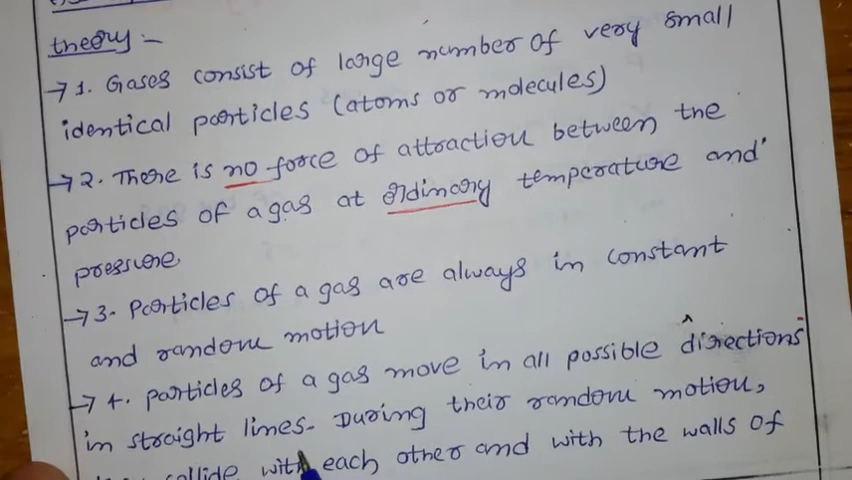 theory :-
→ 1. Gases consist of large number of very small
identical particles (atoms or molecules)
→ 2. There is no force of attraction between the
particles of a gas at ordinary temperature and
pressure
→ 3. Particles of a gas are always in constant
and random motion
→ 4. particles of a gas move in all possible directions
in straight lines. During their random motion,
collide with each other and with the walls of